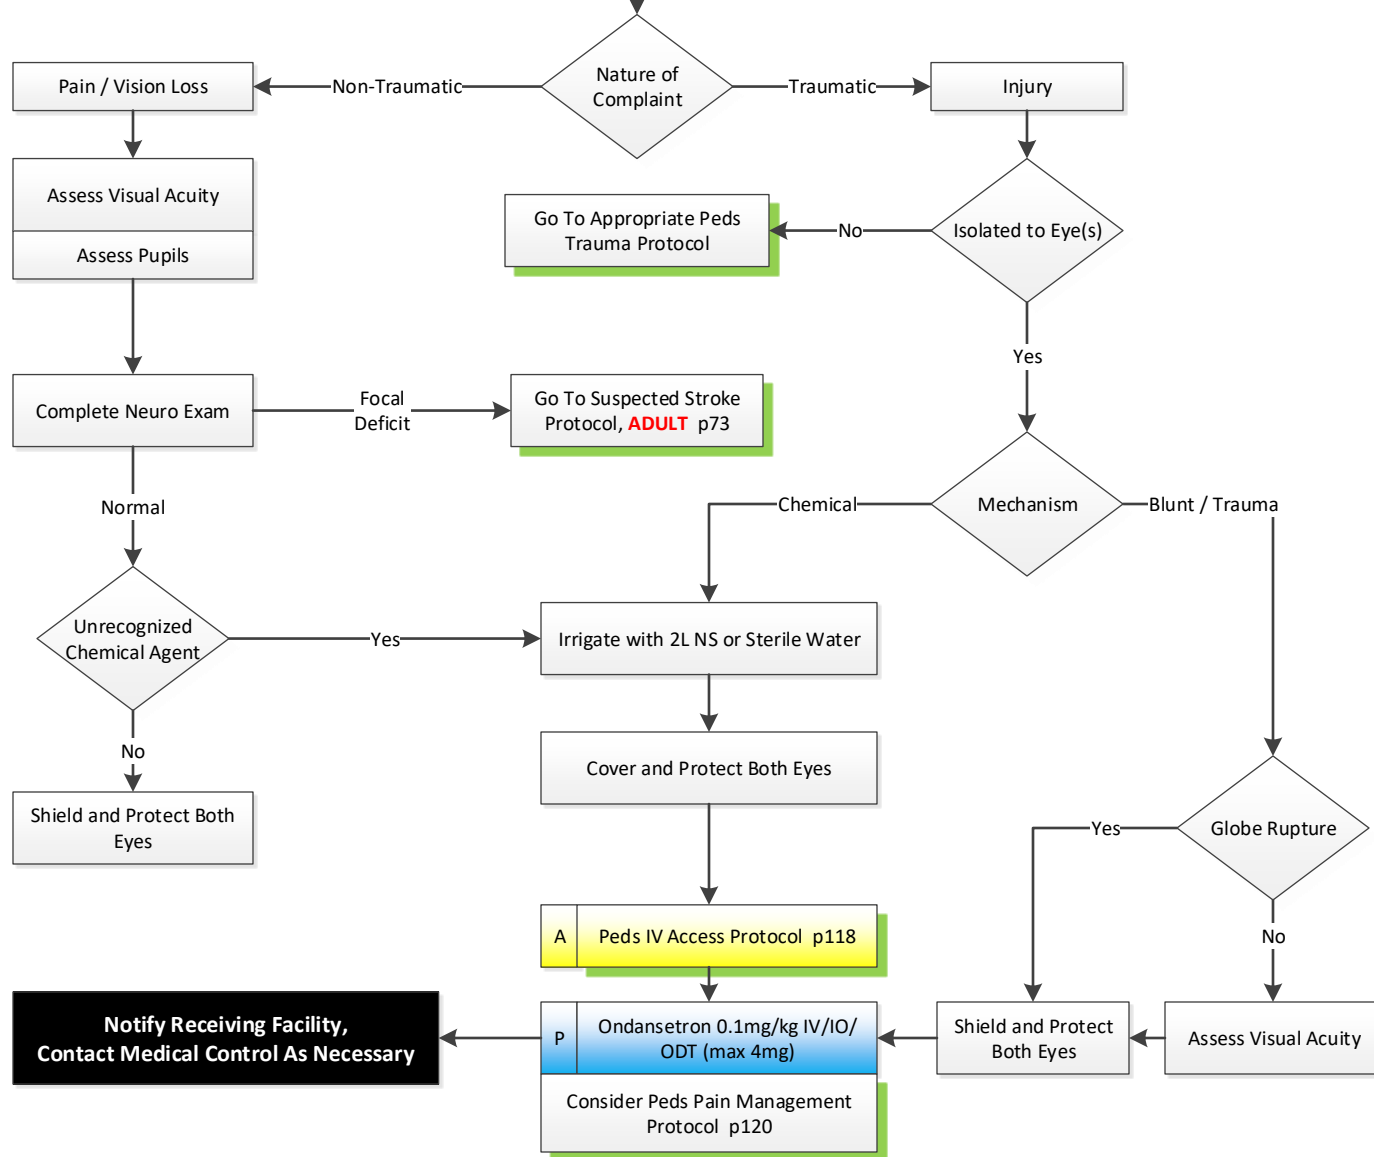 Nature of
Complaint
Non-Traumatic
Traumatic
Pain / Vision Loss
Injury
Assess Visual Acuity
Assess Pupils
Go To Appropriate Peds
Trauma Protocol
No
Isolated to Eye(s)
Yes
Complete Neuro Exam
Focal
Deficit
Go To Suspected Stroke
Protocol, ADULT p73
Normal
Chemical
Mechanism
Blunt / Trauma
Unrecognized
Chemical Agent
Yes
Irrigate with 2L NS or Sterile Water
No
Cover and Protect Both Eyes
Shield and Protect Both
Eyes
Yes
Globe Rupture
No
A
Peds IV Access Protocol p118
Notify Receiving Facility,
Contact Medical Control As Necessary
P
Ondansetron 0.1mg/kg IV/IO/
ODT (max 4mg)
Shield and Protect
Both Eyes
Assess Visual Acuity
Consider Peds Pain Management
Protocol p120